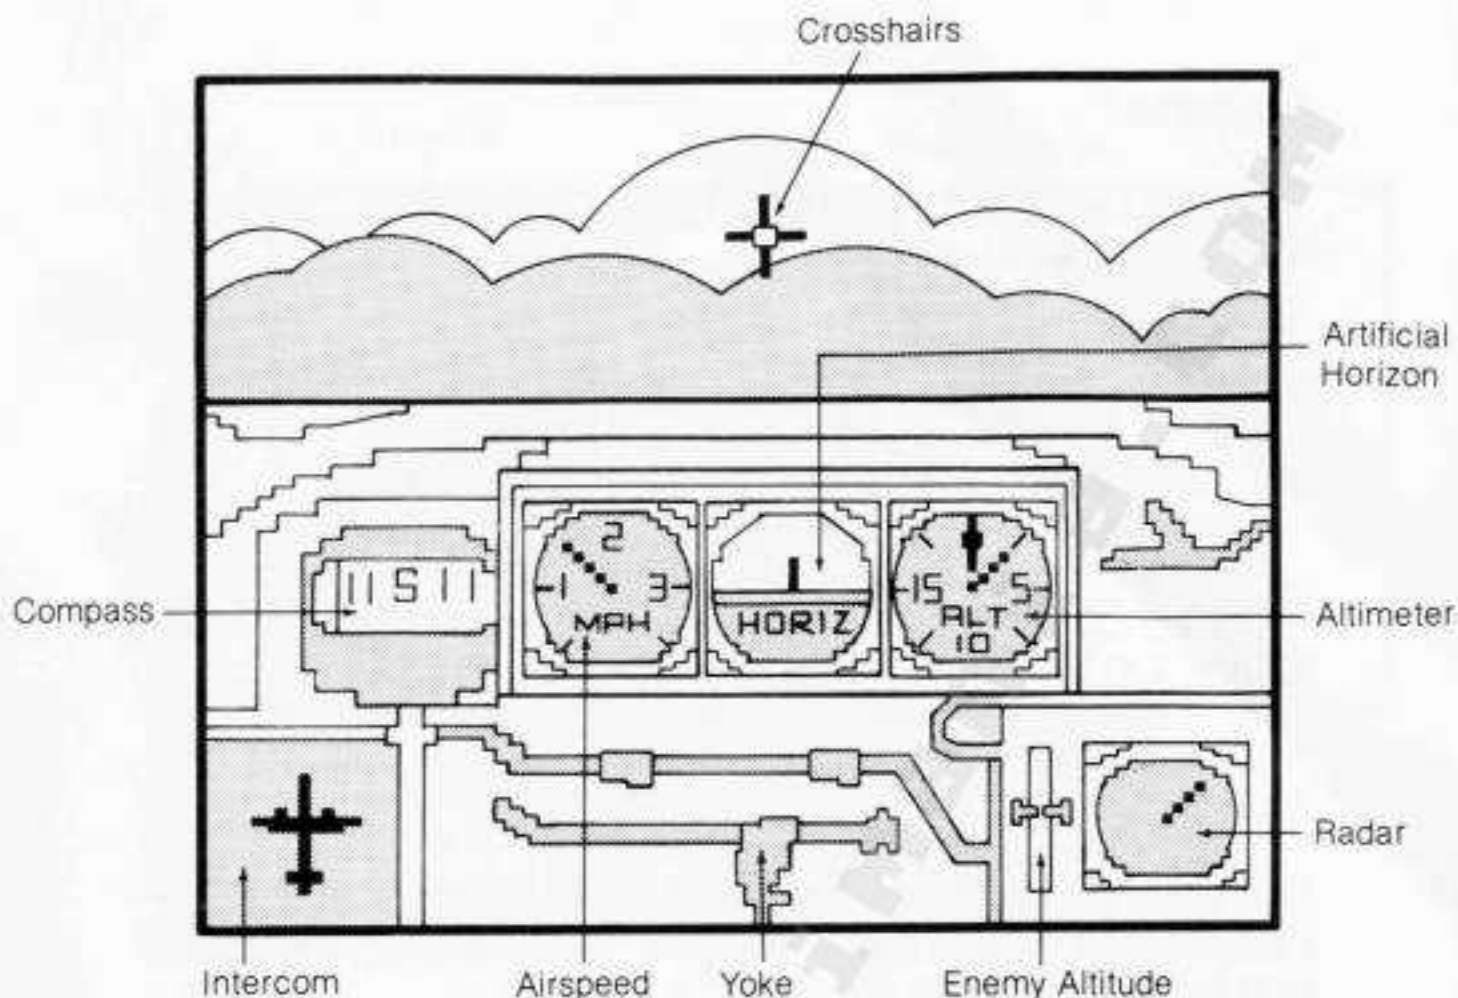 Crosshairs
Artificial
Horizon
2
1
3
MPH
HORIZ
15
5
ALT
10
S
Compass
Altimeter
Radar
Intercom
Airspeed
Yoke
Enemy Altitude